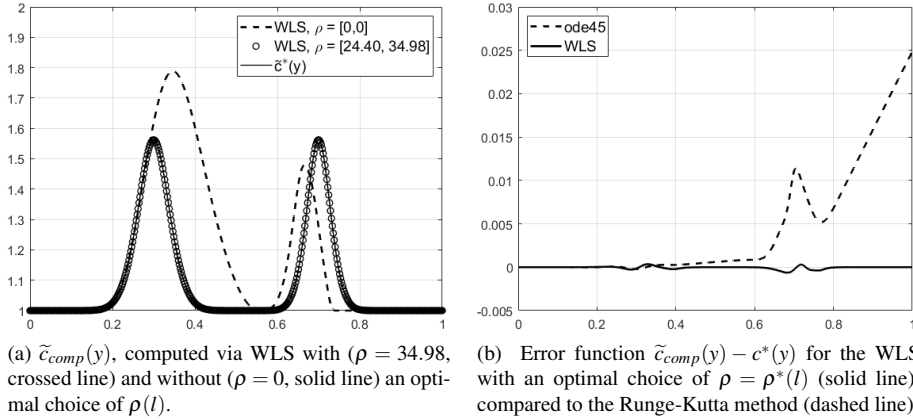 2
1.9
1.8
1.7
1.6
1.5
1.4
1.3
1.2
1.1
1
0 0.2 0.4 0.6 0.8 1
WLS, ρ = [0,0]
WLS, ρ = [24.40, 34.98]
c̃*(y)
(a) c̃_comp(y), computed via WLS with (ρ = 34.98,
crossed line) and without (ρ = 0, solid line) an opti-
mal choice of ρ(l).
0.03
0.025
0.02
0.015
0.01
0.005
0
-0.005
0 0.2 0.4 0.6 0.8 1
ode45
WLS
(b) Error function c̃_comp(y) − c*(y) for the WLS
with an optimal choice of ρ = ρ*(l) (solid line)
compared to the Runge-Kutta method (dashed line)